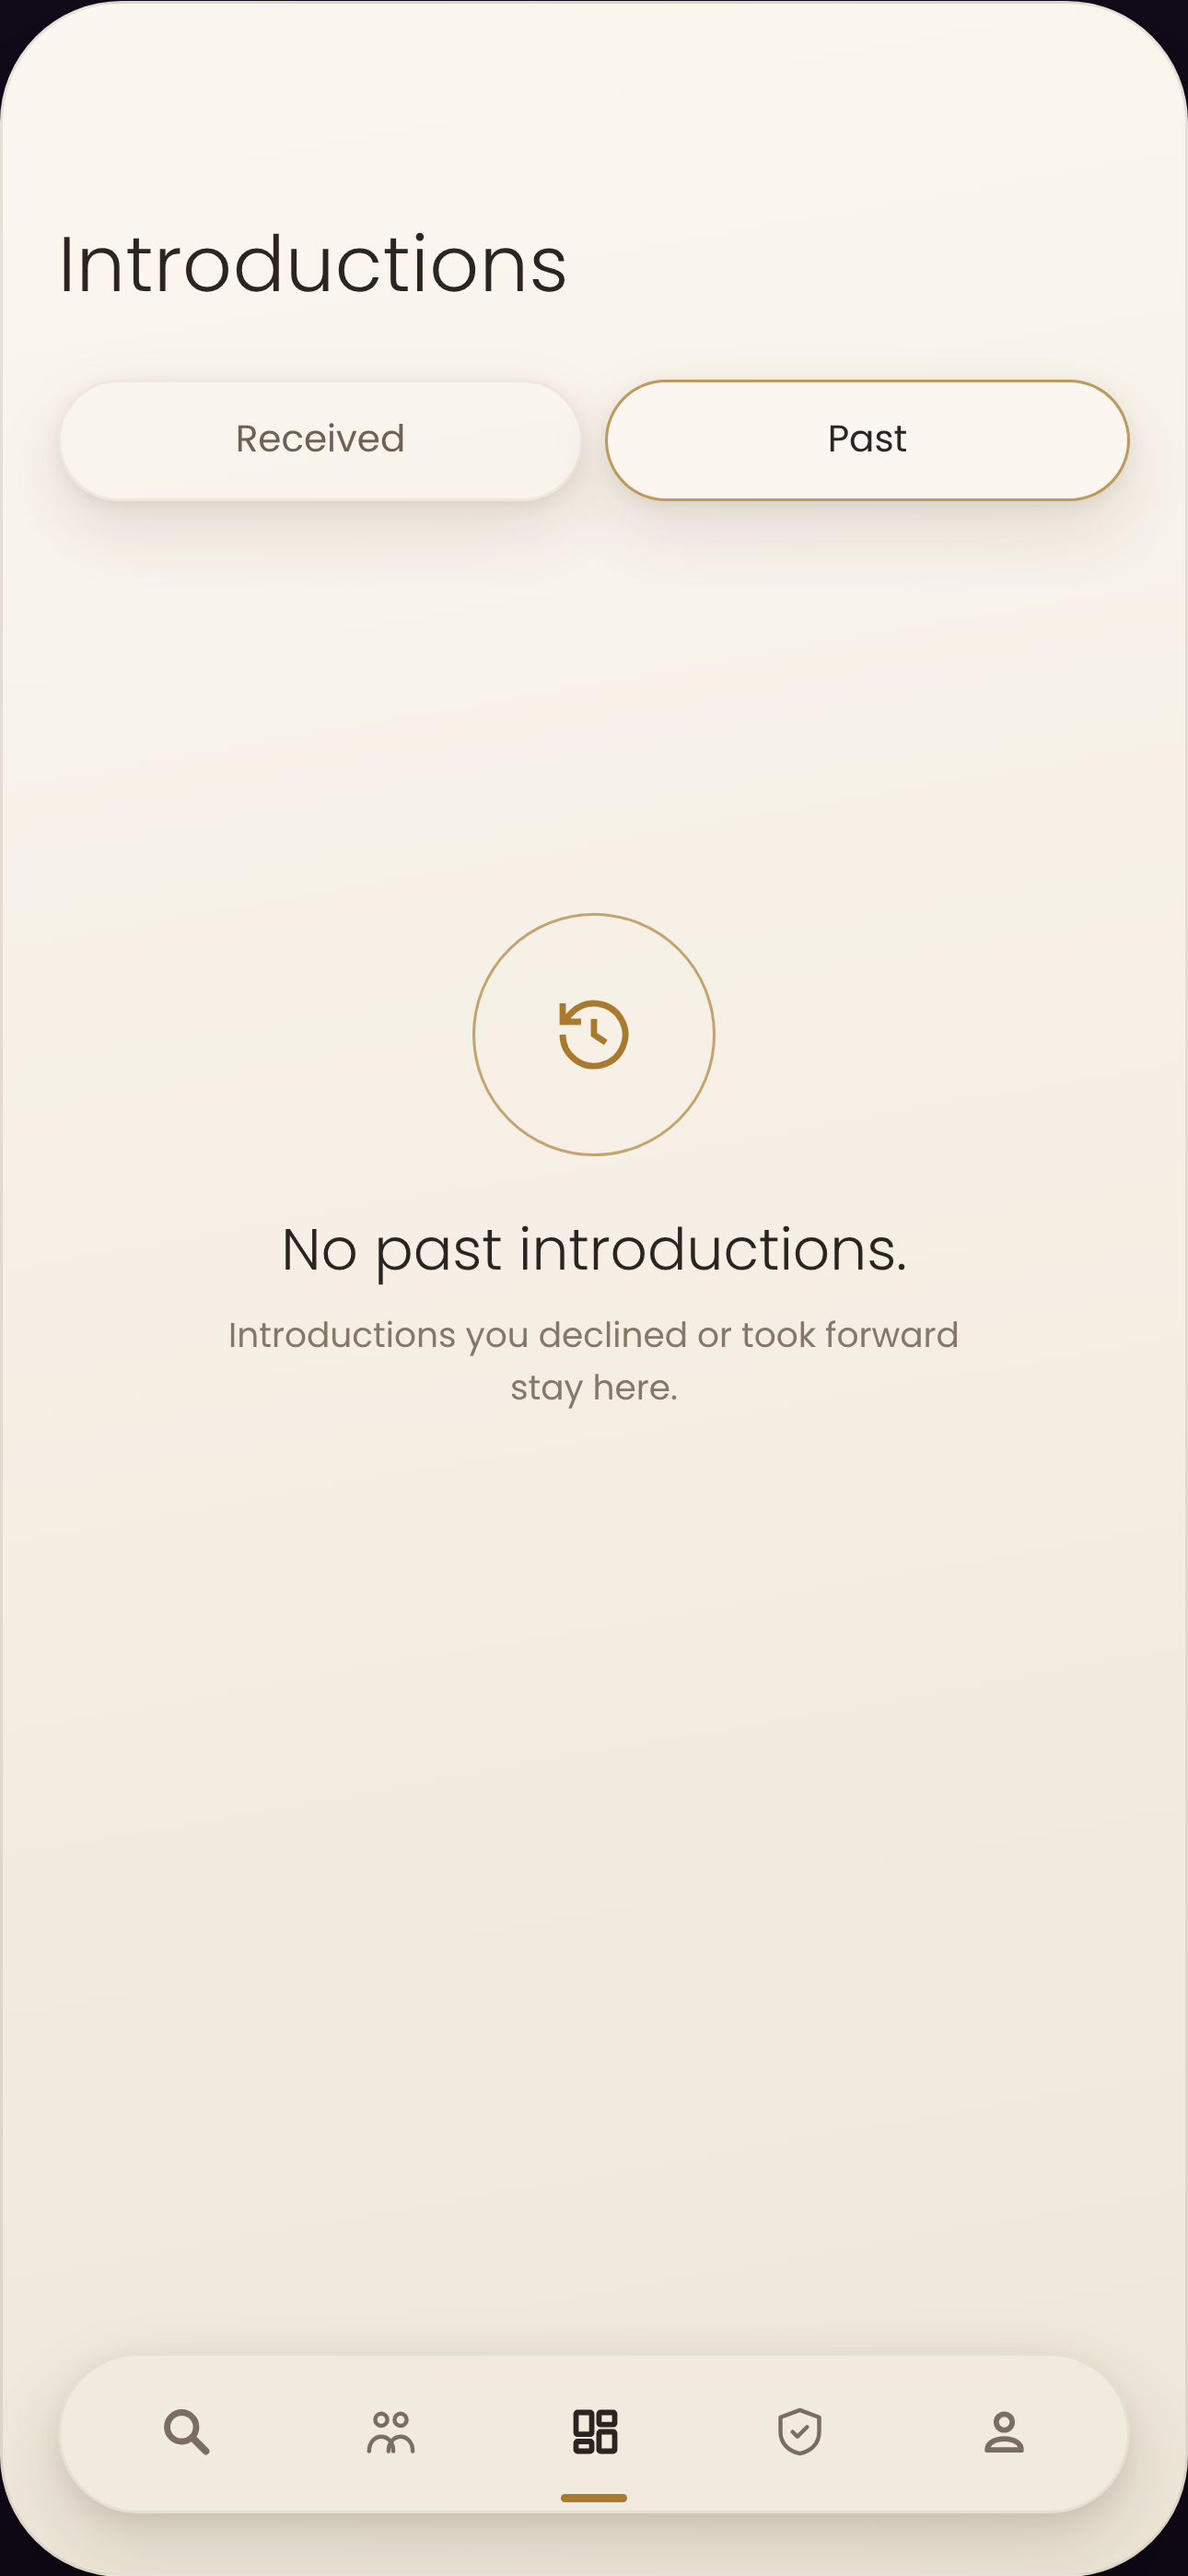 Introductions
Received
Past
No past introductions.
Introductions you declined or took forward
stay here.